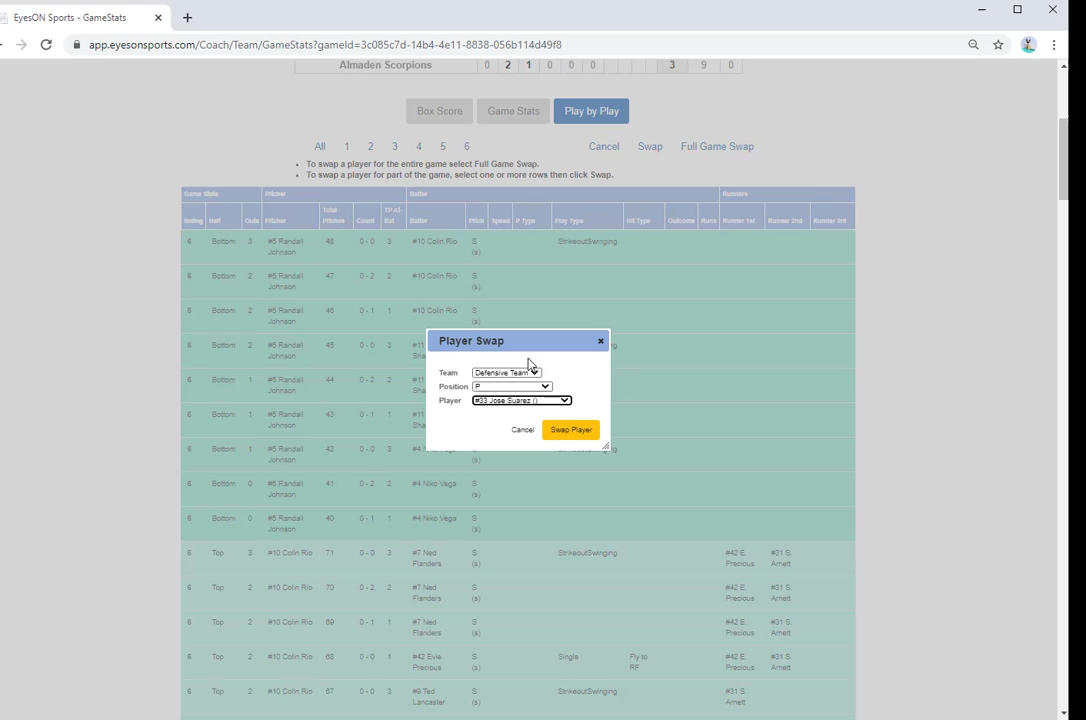 EyesON Sports - GameStats
app.eyesonsports.com/Coach/Team/GameStats?gameId=3c085c7d-14b4-4e11-8838-056b114d49f8
Almaden Scorpions 0 2 1 0 0 0 3 9 0
Box Score Game Stats Play by Play
All 1 2 3 4 5 6 Cancel Swap Full Game Swap
To swap a player for the entire game select Full Game Swap.
To swap a player for part of the game, select one or more rows then click Swap.
Game State Pitcher Batter Runners
Inning Half Outs Pitcher Total Pitches Count TP At-Bat Batter Pitch Speed P Type Play Type Hit Type Outcome Runs Runner 1st Runner 2nd Runner 3rd
6 Bottom 3 #5 Randall Johnson 48 0 - 0 3 #10 Colin Rio S (s) StrikeoutSwinging
6 Bottom 2 #5 Randall Johnson 47 0 - 2 2 #10 Colin Rio S (s)
6 Bottom 2 #5 Randall Johnson 46 0 - 1 1 #10 Colin Rio S (s)
6 Bottom 2 #5 Randall Johnson 45 0 - 0 3 #11 Sha
6 Bottom 1 #5 Randall Johnson 44 0 - 2 2 #11 Sha
6 Bottom 1 #5 Randall Johnson 43 0 - 1 1 #11 Sha
6 Bottom 1 #5 Randall Johnson 42 0 - 0 3 #4 N (s)
6 Bottom 0 #5 Randall Johnson 41 0 - 2 2 #4 Niko Vega S (s)
6 Bottom 0 #5 Randall Johnson 40 0 - 1 1 #4 Niko Vega S (s)
6 Top 3 #10 Colin Rio 71 0 - 0 3 #7 Ned Flanders S (s) StrikeoutSwinging #42 E. Precious #31 S. Arnett
6 Top 2 #10 Colin Rio 70 0 - 2 2 #7 Ned Flanders S (s) #42 E. Precious #31 S. Arnett
6 Top 2 #10 Colin Rio 69 0 - 1 1 #7 Ned Flanders S (s) #42 E. Precious #31 S. Arnett
6 Top 2 #10 Colin Rio 68 0 - 0 1 #42 Evie Precious S (s) Single Fly to RF #42 E. Precious #31 S. Arnett
6 Top 2 #10 Colin Rio 67 0 - 0 3 #9 Ted Lancaster S (s) StrikeoutSwinging #31 S. Arnett
Player Swap
Team Defensive Team
Position P
Player #33 Jose Suarez ()
Cancel Swap Player